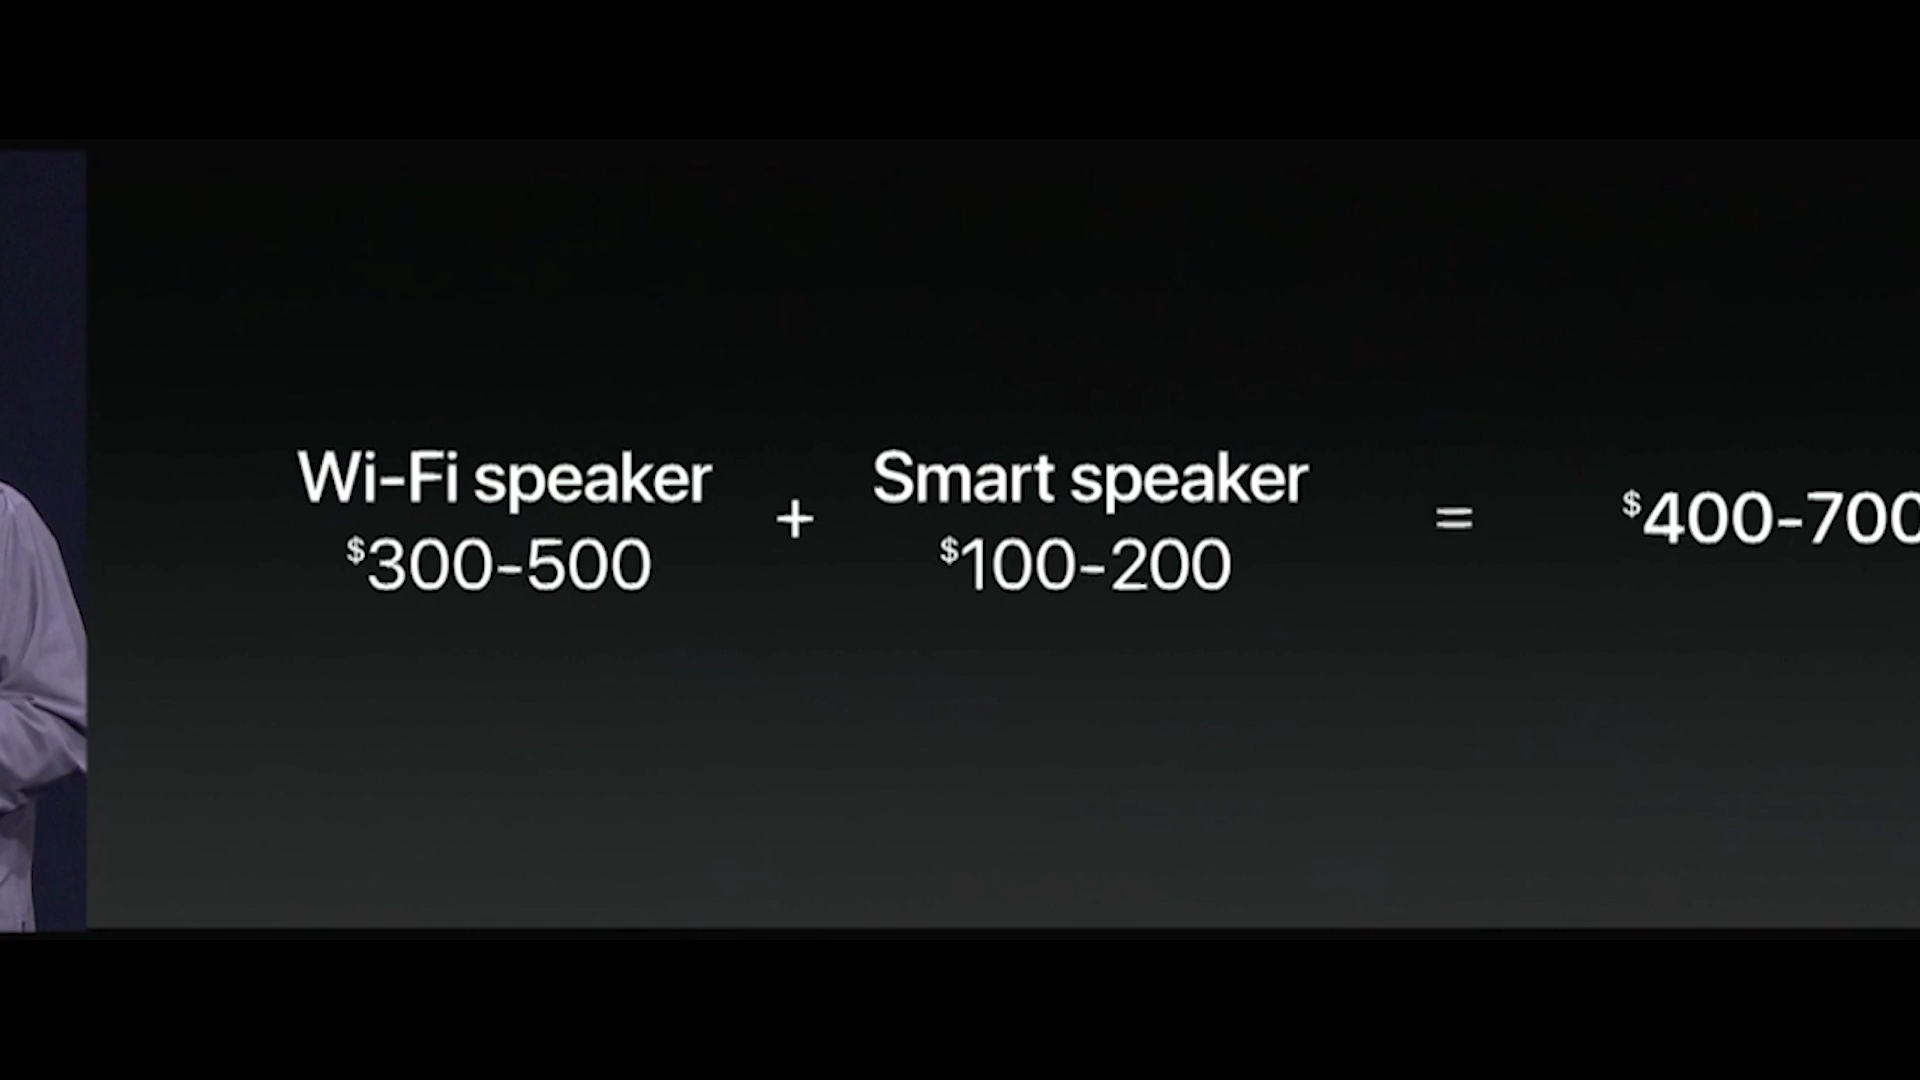 Wi-Fi speaker
$300-500
+
Smart speaker
$100-200
=
$400-700